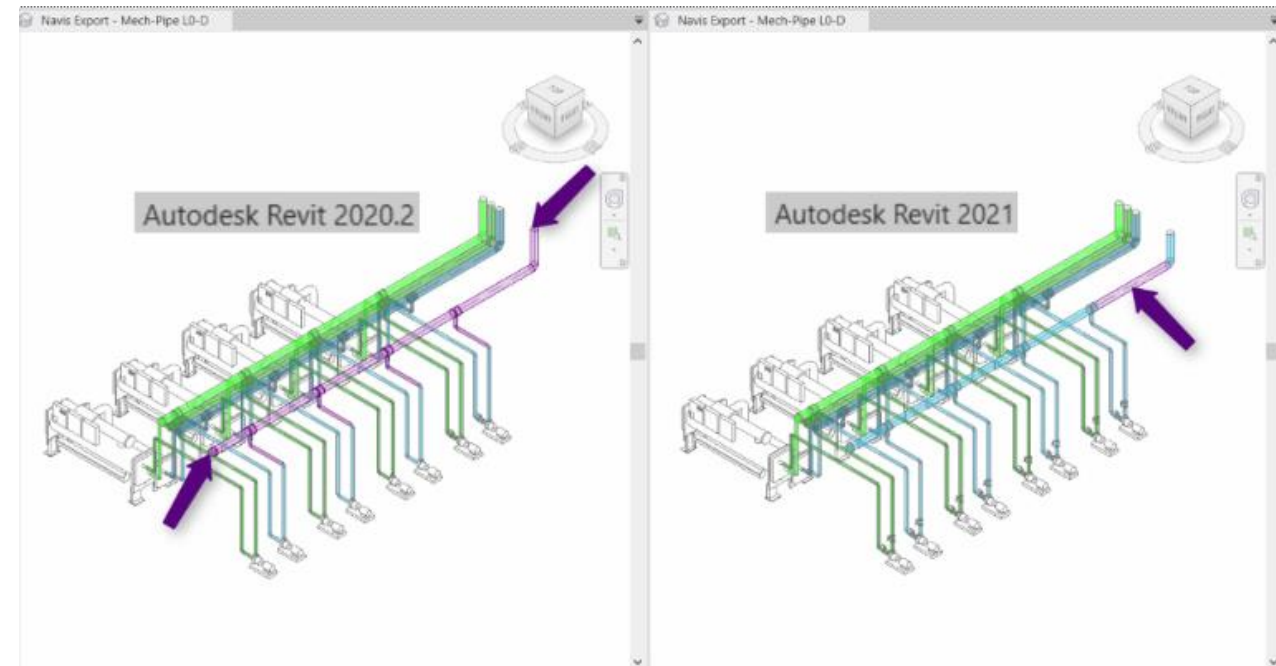 Navis Export - Mech-Pipe L0-D
Navis Export - Mech-Pipe L0-D
Autodesk Revit 2020.2
Autodesk Revit 2021